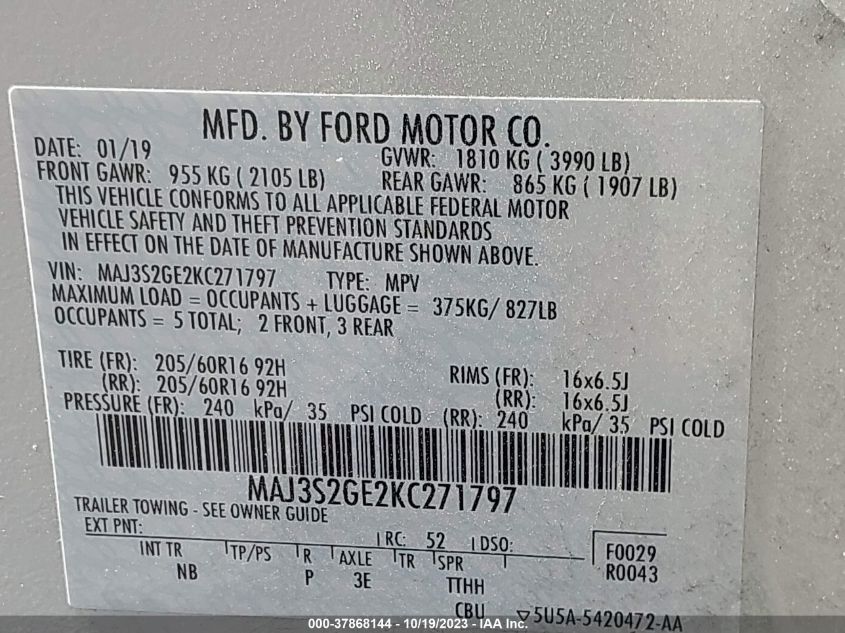 MFD. BY FORD MOTOR CO.
DATE: 01/19 GVWR: 1810 KG ( 3990 LB)
FRONT GAWR: 955 KG ( 2105 LB) REAR GAWR: 865 KG ( 1907 LB)
THIS VEHICLE CONFORMS TO ALL APPLICABLE FEDERAL MOTOR
VEHICLE SAFETY AND THEFT PREVENTION STANDARDS
IN EFFECT ON THE DATE OF MANUFACTURE SHOWN ABOVE.
VIN: MAJ3S2GE2KC271797 TYPE: MPV
MAXIMUM LOAD = OCCUPANTS + LUGGAGE = 375KG/ 827LB
OCCUPANTS = 5 TOTAL; 2 FRONT, 3 REAR
TIRE (FR): 205/60R16 92H RIMS (FR): 16x6.5J
(RR): 205/60R16 92H (RR): 16x6.5J
PRESSURE (FR): 240 kPa/ 35 PSI COLD (RR): 240 kPa/ 35 PSI COLD
MAJ3S2GE2KC271797
TRAILER TOWING - SEE OWNER GUIDE
EXT PNT: RC: 52 DSO: F0029
INT TR TP/PS R AXLE TR SPR R0043
NB P 3E TTHH
CBU 5U5A-5420472-AA
000-37868144 - 10/19/2023 - IAA Inc.